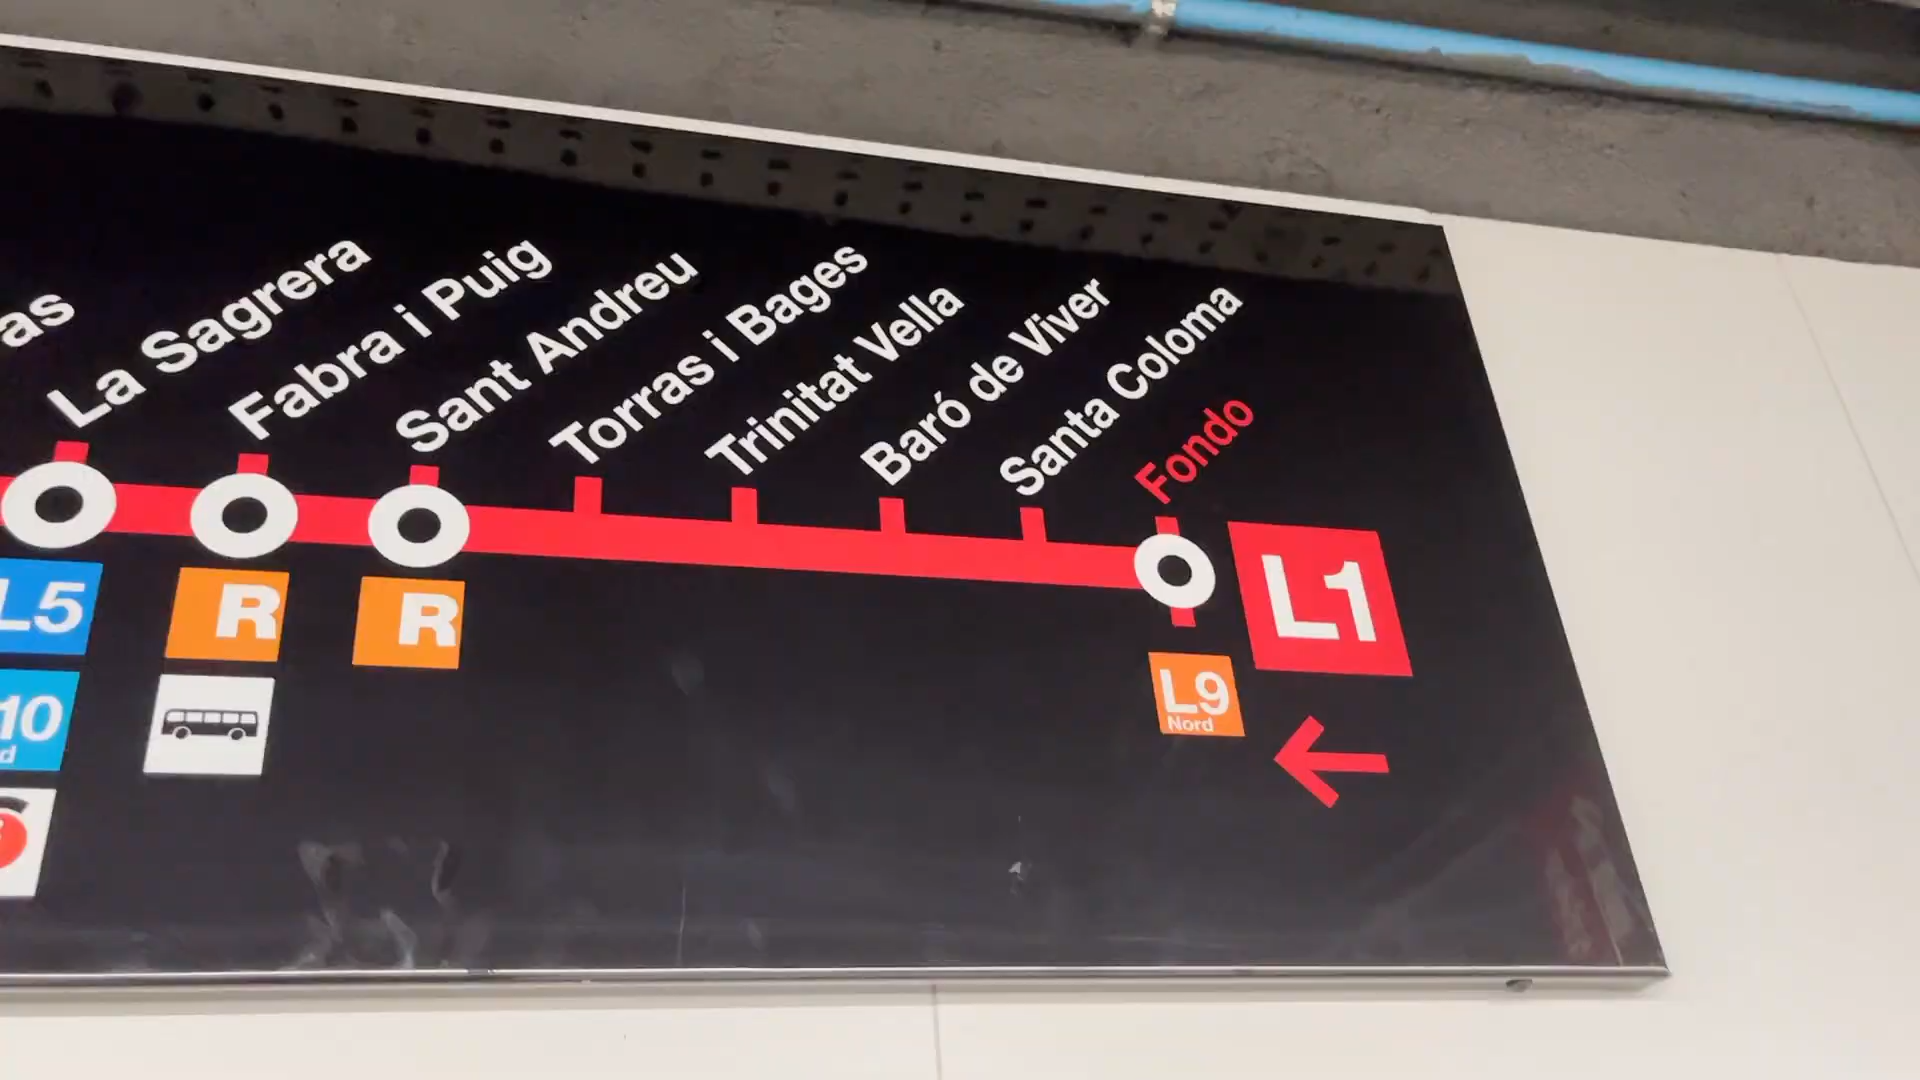 La Sagrera
Fabra i Puig
Sant Andreu
Torras i Bages
Trinitat Vella
Baró de Viver
Santa Coloma
Fondo
L1
L5
R
R
L9
Nord
10